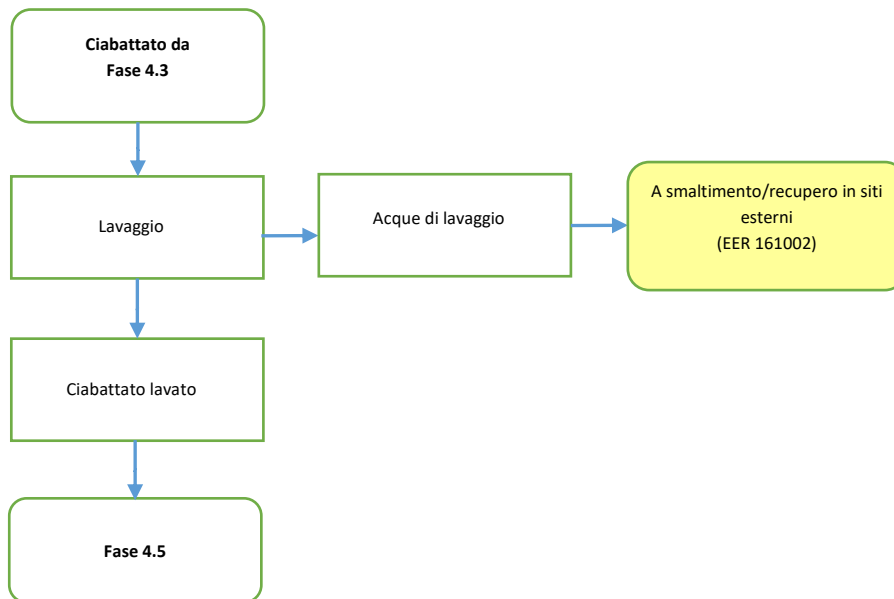 Ciabattato da
Fase 4.3
Lavaggio
Acque di lavaggio
A smaltimento/recupero in siti
esterni
(EER 161002)
Ciabattato lavato
Fase 4.5